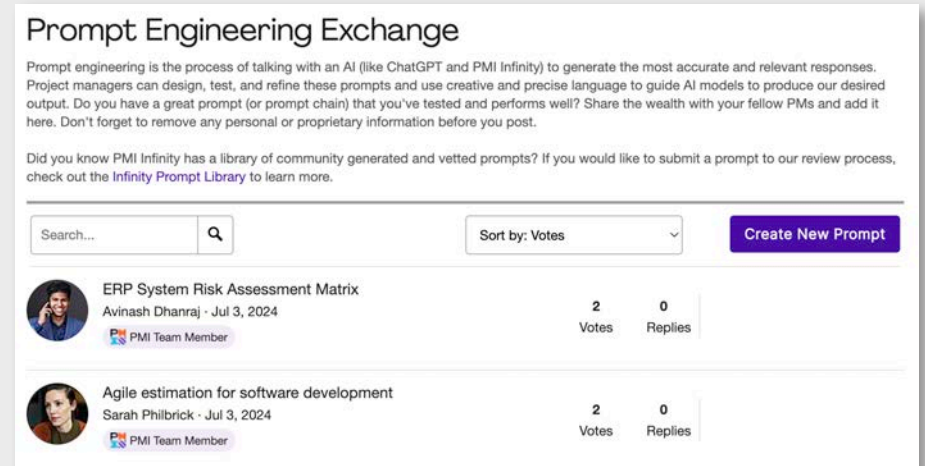 Prompt Engineering Exchange
Prompt engineering is the process of talking with an AI (like ChatGPT and PMI Infinity) to generate the most accurate and relevant responses.
Project managers can design, test, and refine these prompts and use creative and precise language to guide AI models to produce our desired
output. Do you have a great prompt (or prompt chain) that you've tested and performs well? Share the wealth with your fellow PMs and add it
here. Don't forget to remove any personal or proprietary information before you post.
Did you know PMI Infinity has a library of community generated and vetted prompts? If you would like to submit a prompt to our review process,
check out the Infinity Prompt Library to learn more.
Search...
Sort by: Votes
Create New Prompt
ERP System Risk Assessment Matrix
Avinash Dhanraj · Jul 3, 2024
PMI Team Member
2 0
Votes Replies
Agile estimation for software development
Sarah Philbrick · Jul 3, 2024
PMI Team Member
2 0
Votes Replies